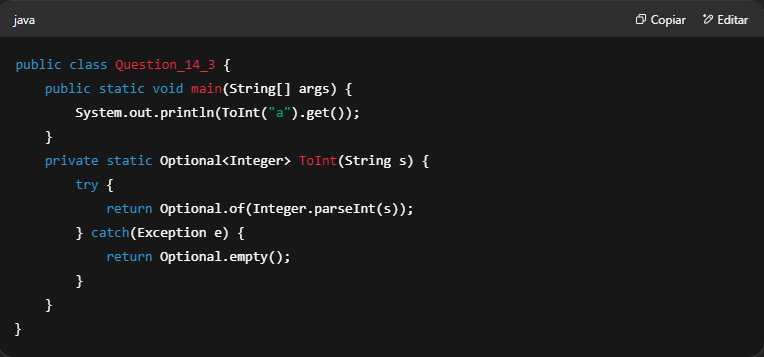 java
Copiar
Editar
public class Question_14_3 {
    public static void main(String[] args) {
        System.out.println(ToInt("a").get());
    }
    private static Optional<Integer> ToInt(String s) {
        try {
            return Optional.of(Integer.parseInt(s));
        } catch(Exception e) {
            return Optional.empty();
        }
    }
}